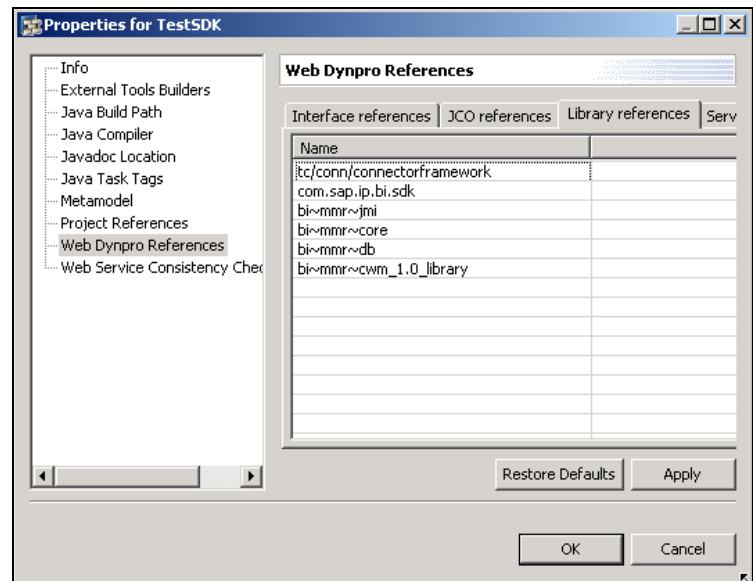 Properties for TestSDK
Info
External Tools Builders
Java Build Path
Java Compiler
Javadoc Location
Java Task Tags
Metamodel
Project References
Web Dynpro References
Web Service Consistency Chec
Web Dynpro References
Interface references JCO references Library references Serv
Name
tc/conn/connectorframework
com.sap.ip.bi.sdk
bi~mmr~jmi
bi~mmr~core
bi~mmr~db
bi~mmr~cwm_1.0_library
Restore Defaults Apply
OK Cancel